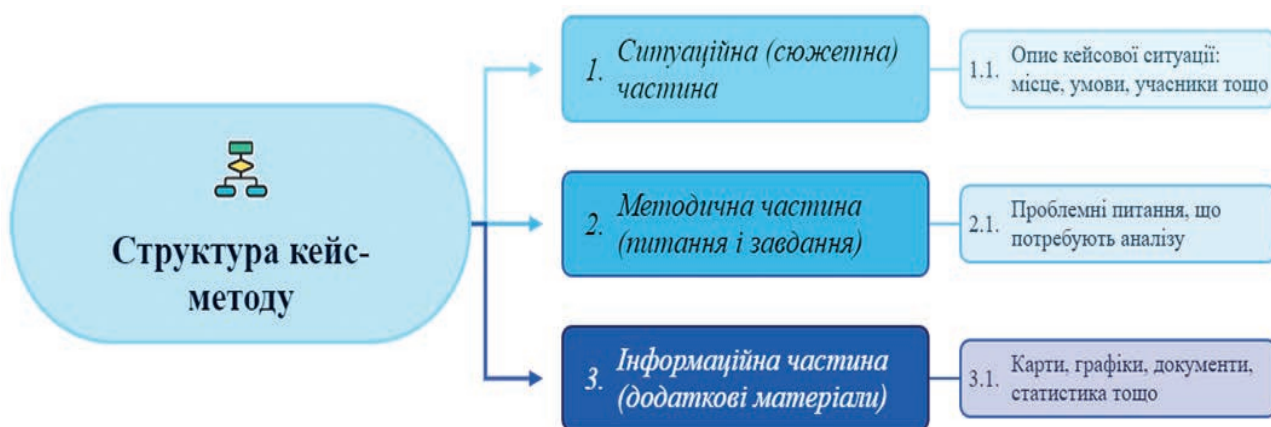 Структура кейс-
методу
1. Ситуаційна (сюжетна)
частина
1.1. Опис кейсової ситуації:
місце, умови, учасники тощо
2. Методична частина
(питання і завдання)
2.1. Проблемні питання, що
потребують аналізу
3. Інформаційна частина
(додаткові матеріали)
3.1. Карти, графіки, документи,
статистика тощо